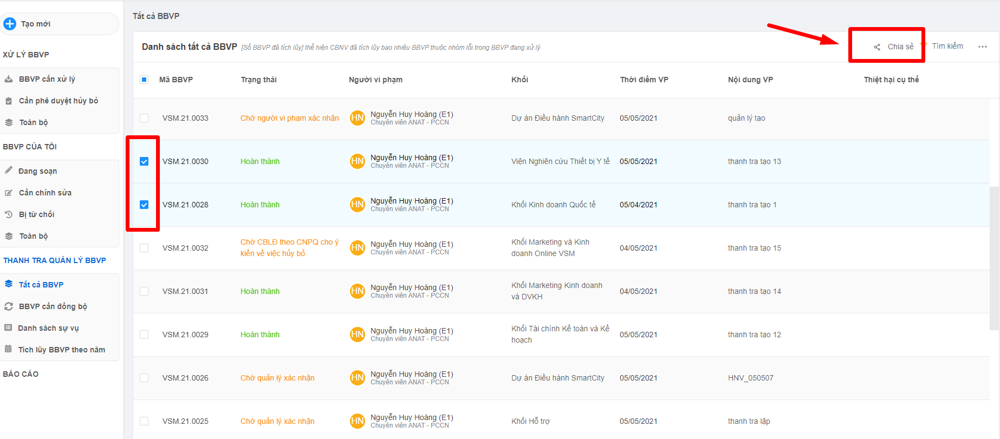 Tạo mới
XỬ LÝ BBVP
BBVP cần xử lý
Cần phê duyệt hủy bỏ
Toàn bộ
BBVP CỦA TÔI
Đang soạn
Cần chỉnh sửa
Bị từ chối
Toàn bộ
THANH TRA QUẢN LÝ BBVP
Tất cả BBVP
BBVP cần đồng bộ
Danh sách sự vụ
Tích lũy BBVP theo năm
BÁO CÁO
Tất cả BBVP
Danh sách tất cả BBVP [Số BBVP đã tích lũy] thể hiện CBNV đã tích lũy bao nhiêu BBVP thuộc nhóm lỗi trong BBVP đang xử lý
Chia sẻ Tìm kiếm
Mã BBVP Trạng thái Người vi phạm Khối Thời điểm VP Nội dung VP Thiệt hại cụ thể
VSM.21.0033 Chờ người vi phạm xác nhận HN Nguyễn Huy Hoàng (E1) Dự án Điều hành SmartCity 05/05/2021 quản lý tạo
Chuyên viên ANAT - PCCN
VSM.21.0030 Hoàn thành HN Nguyễn Huy Hoàng (E1) Viện Nghiên cứu Thiết bị Y tế 05/05/2021 thanh tra tạo 13
Chuyên viên ANAT - PCCN
VSM.21.0028 Hoàn thành HN Nguyễn Huy Hoàng (E1) Khối Kinh doanh Quốc tế 05/04/2021 thanh tra tạo 1
Chuyên viên ANAT - PCCN
VSM.21.0032 Chờ CBLĐ theo CNPQ cho ý HN Nguyễn Huy Hoàng (E1) Khối Marketing và Kinh 04/05/2021 thanh tra tạo 15
kiến về việc hủy bỏ Chuyên viên ANAT - PCCN doanh Online VSM
VSM.21.0031 Hoàn thành HN Nguyễn Huy Hoàng (E1) Khối Marketing Kinh doanh 04/05/2021 thanh tra tạo 14
Chuyên viên ANAT - PCCN và DVKH
VSM.21.0029 Hoàn thành HN Nguyễn Huy Hoàng (E1) Khối Tài chính Kế toán và Kế 05/05/2021 thanh tra tạo 12
Chuyên viên ANAT - PCCN hoạch
VSM.21.0026 Chờ quản lý xác nhận HN Nguyễn Huy Hoàng (E1) Dự án Điều hành SmartCity 05/05/2021 HNV_050507
Chuyên viên ANAT - PCCN
VSM.21.0025 Chờ quản lý xác nhận HN Nguyễn Huy Hoàng (E1) Khối Hỗ trợ 05/05/2021 thanh tra lập
Chuyên viên ANAT - PCCN